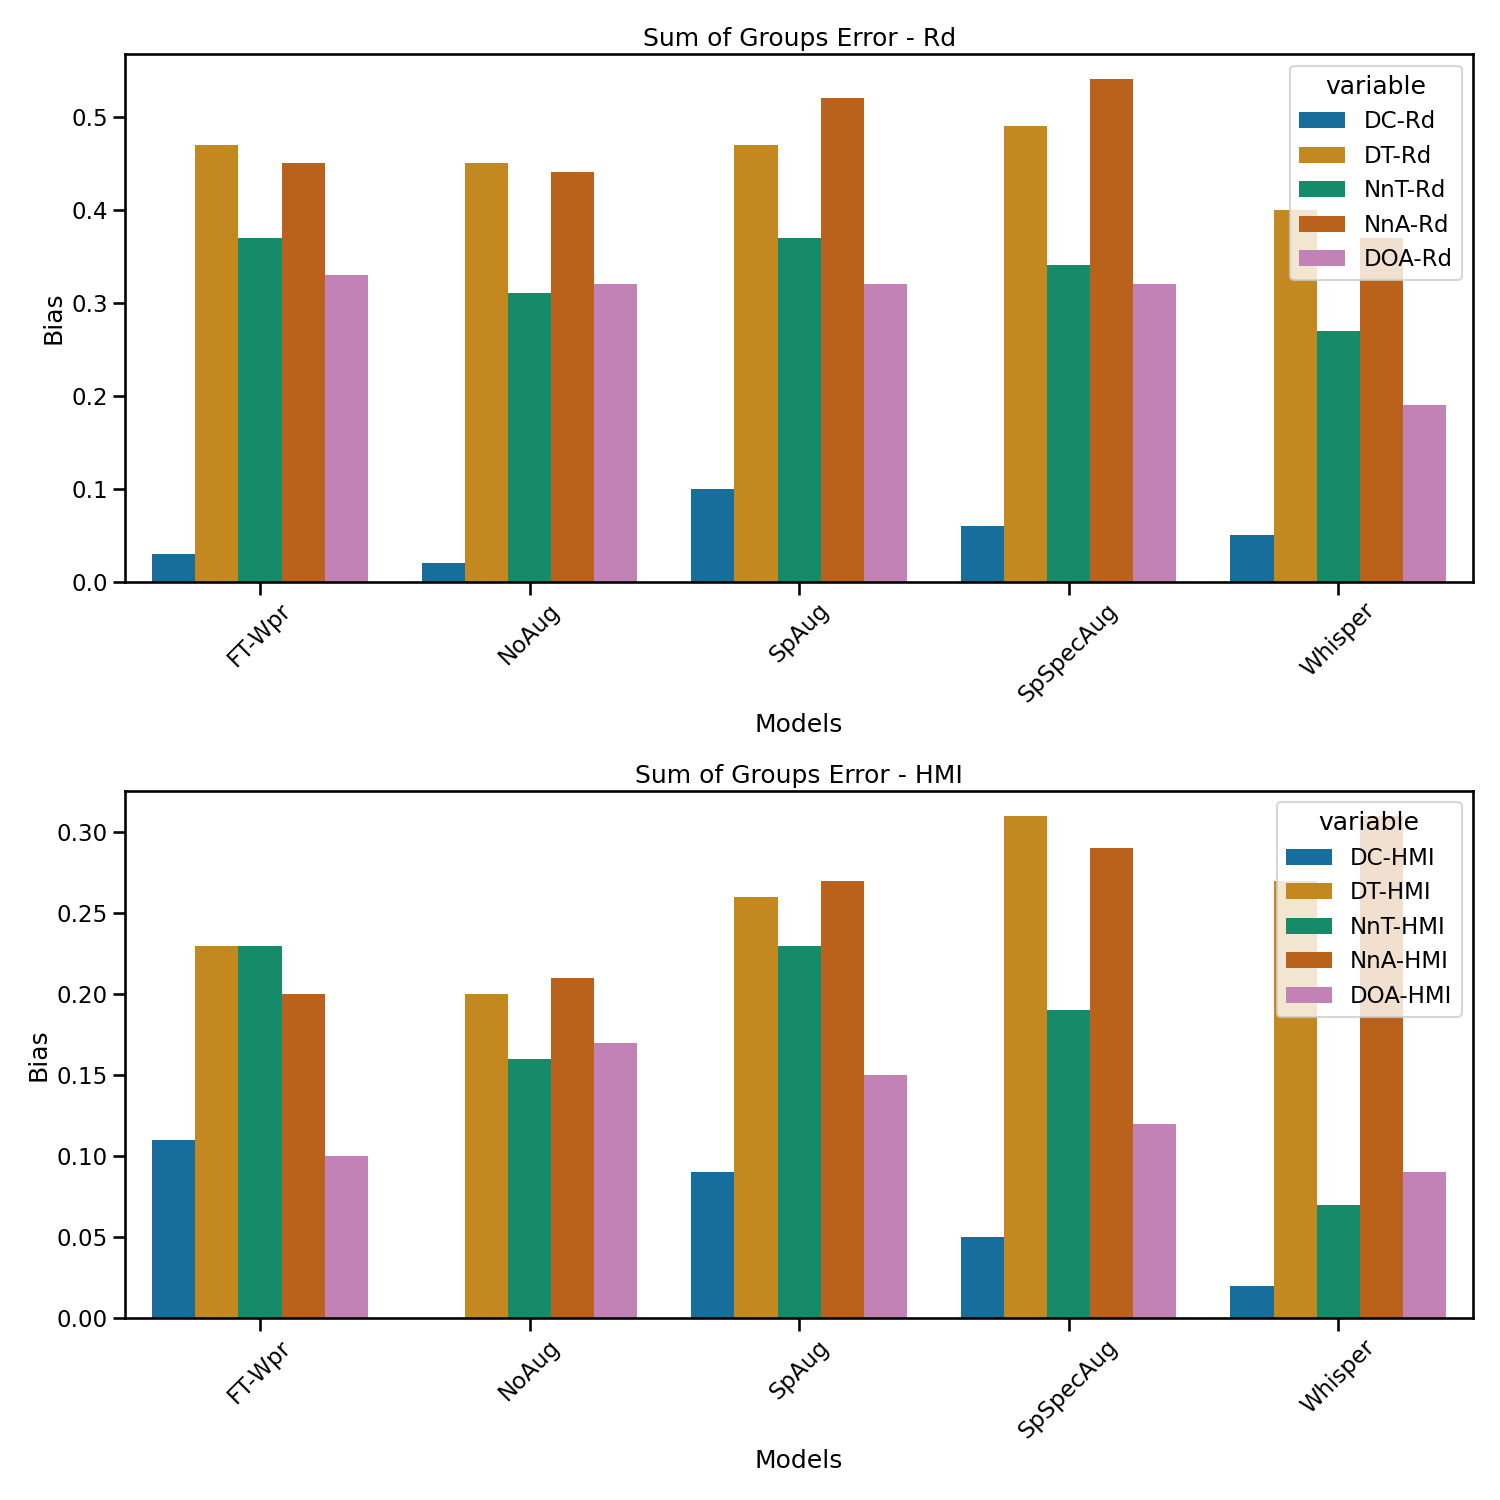 Sum of Groups Error - Rd
variable
DC-Rd
DT-Rd
NnT-Rd
NnA-Rd
DOA-Rd
Bias
0.5
0.4
0.3
0.2
0.1
0.0
FT-Wpr
NoAug
SpAug
SpSpecAug
Whisper
Models
Sum of Groups Error - HMI
variable
DC-HMI
DT-HMI
NnT-HMI
NnA-HMI
DOA-HMI
Bias
0.30
0.25
0.20
0.15
0.10
0.05
0.00
FT-Wpr
NoAug
SpAug
SpSpecAug
Whisper
Models